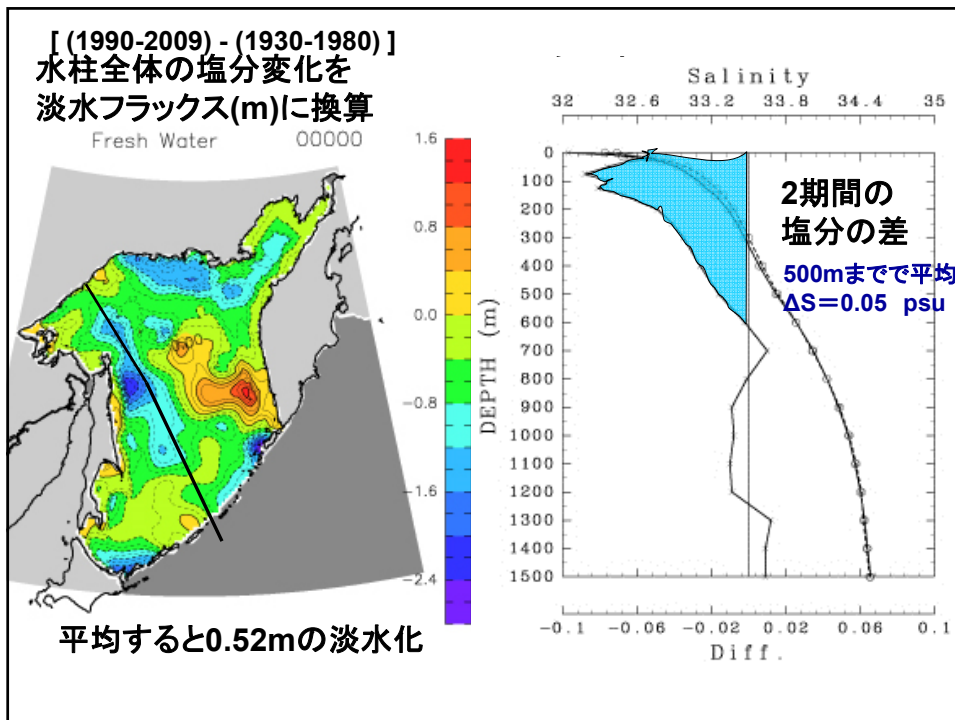 [ (1990-2009) - (1930-1980) ]
水柱全体の塩分変化を
淡水フラックス(m)に換算
Fresh Water 00000
1.6
0.8
0.0
-0.8
-1.6
-2.4
平均すると0.52mの淡水化
Salinity
32 32.6 33.2 33.8 34.4 35
DEPTH (m)
0
100
200
300
400
500
600
700
800
900
1000
1100
1200
1300
1400
1500
2期間の
塩分の差
500mまでで平均
ΔS=0.05 psu
-0.1 -0.06 -0.02 0.02 0.06 0.1
Diff.